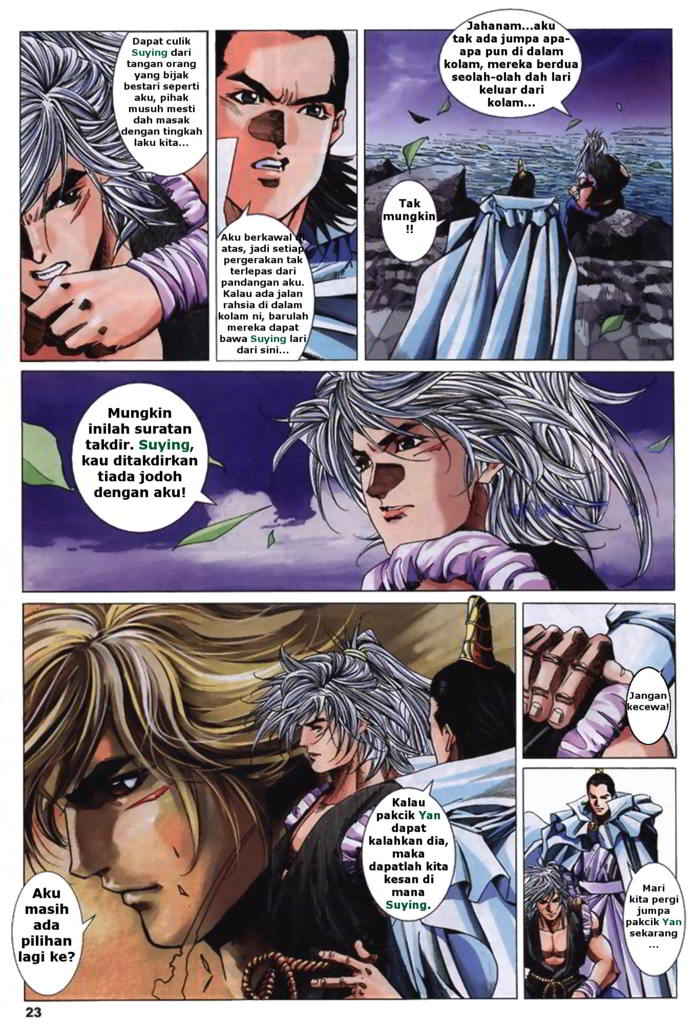 Dapat culik
Suying dari
tangan orang
yang bijak
bestari seperti
aku, pihak
musuh mesti
dah masak
dengan tingkah
laku kita...
Aku berkawal di
atas, jadi setiap
pergerakan tak
terlepas dari
pandangan aku.
Kalau ada jalan
rahsia di dalam
kolam ni, barulah
mereka dapat
bawa Suying lari
dari sini...
Jahanam...aku
tak ada jumpa apa-
apa pun di dalam
kolam, mereka berdua
seolah-olah dah lari
keluar dari
kolam...
Tak
mungkin
!!
Mungkin
inilah suratan
takdir. Suying,
kau ditakdirkan
tiada jodoh
dengan aku!
Kalau
pakcik Yan
dapat
kalahkan dia,
maka
dapatlah kita
kesan di
mana
Suying.
Aku
masih
ada
pilihan
lagi ke?
Jangan
kecewa!
Mari
kita pergi
jumpa
pakcik Yan
sekarang
...
23